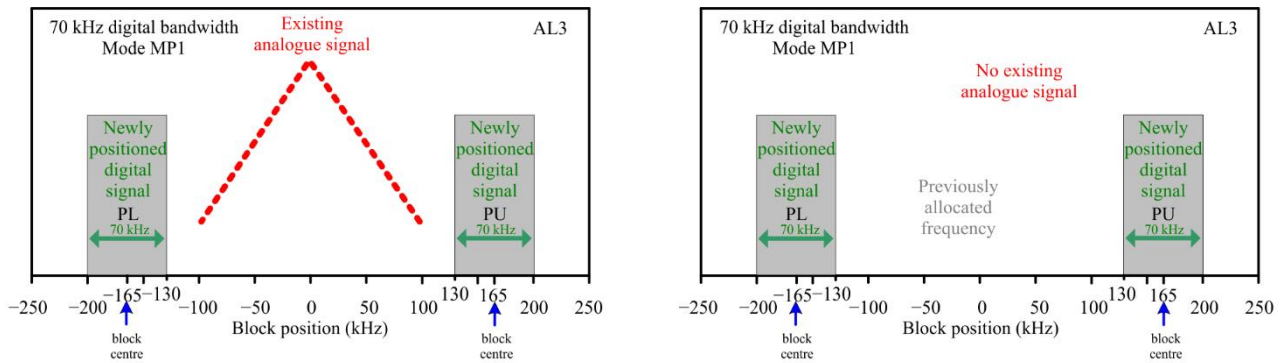 70 kHz digital bandwidth
Mode MP1
Existing
analogue signal
AL3
Newly
positioned
digital
signal
PL
70 kHz
Newly
positioned
digital
signal
PU
70 kHz
−250 −200 −165 −130 −100 −50 0 50 100 130 165 200 250
Block position (kHz)
block
centre
block
centre
70 kHz digital bandwidth
Mode MP1
No existing
analogue signal
AL3
Newly
positioned
digital
signal
PL
70 kHz
Previously
allocated
frequency
Newly
positioned
digital
signal
PU
70 kHz
−250 −200 −165 −130 −100 −50 0 50 100 130 165 200 250
Block position (kHz)
block
centre
block
centre